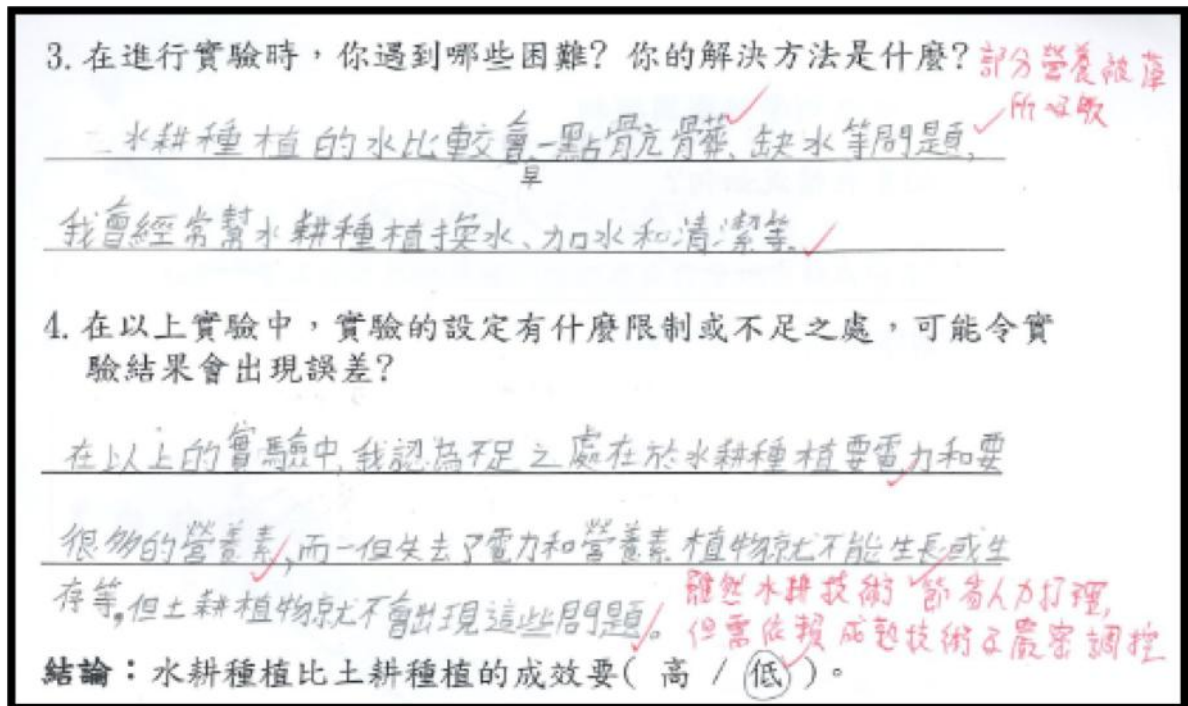 3. 在進行實驗時，你遇到哪些困難？你的解決方法是什麼？
部分營養被藻
所吸取
水耕種植的水比較會早一點骯髒、缺水等問題,
我曾經常幫水耕種植換水、加水和清潔等。
4. 在以上實驗中，實驗的設定有什麼限制或不足之處，可能令實
驗結果會出現誤差？
在以上的實驗中,我認為不足之處在於水耕種植要電力和要
很多的營養素,而一但失去了電力和營養素植物就不能生長或生
存等,但土耕植物就不會出現這些問題。
雖然水耕技術節省人力打理,
但需依賴成熟技術及嚴密調控
結論：水耕種植比土耕種植的成效要( 高 / 低 )。